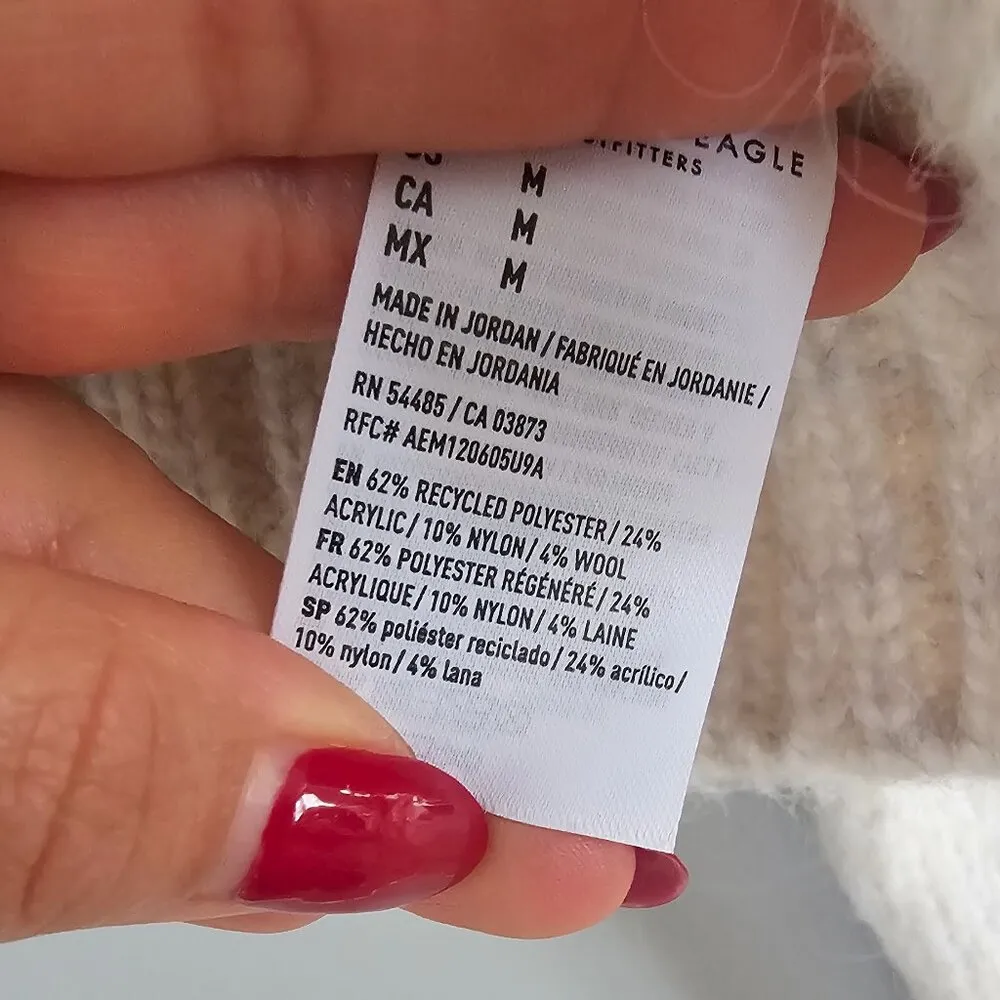 EAGLE
OUTFITTERS
US M
CA M
MX M
MADE IN JORDAN / FABRIQUÉ EN JORDANIE /
HECHO EN JORDANIA
RN 54485 / CA 03873
RFC# AEM120605U9A
EN 62% RECYCLED POLYESTER / 24%
ACRYLIC / 10% NYLON / 4% WOOL
FR 62% POLYESTER RÉGÉNÉRÉ / 24%
ACRYLIQUE / 10% NYLON / 4% LAINE
SP 62% poliéster reciclado / 24% acrílico /
10% nylon / 4% lana